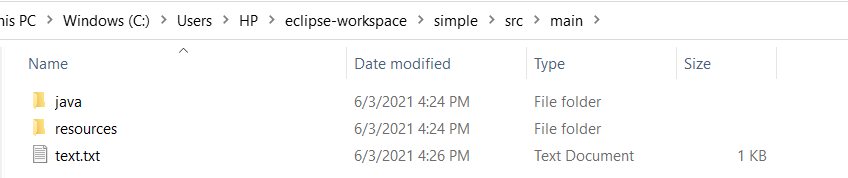 his PC > Windows (C:) > Users > HP > eclipse-workspace > simple > src > main >
Name Date modified Type Size
java 6/3/2021 4:24 PM File folder
resources 6/3/2021 4:24 PM File folder
text.txt 6/3/2021 4:26 PM Text Document 1 KB